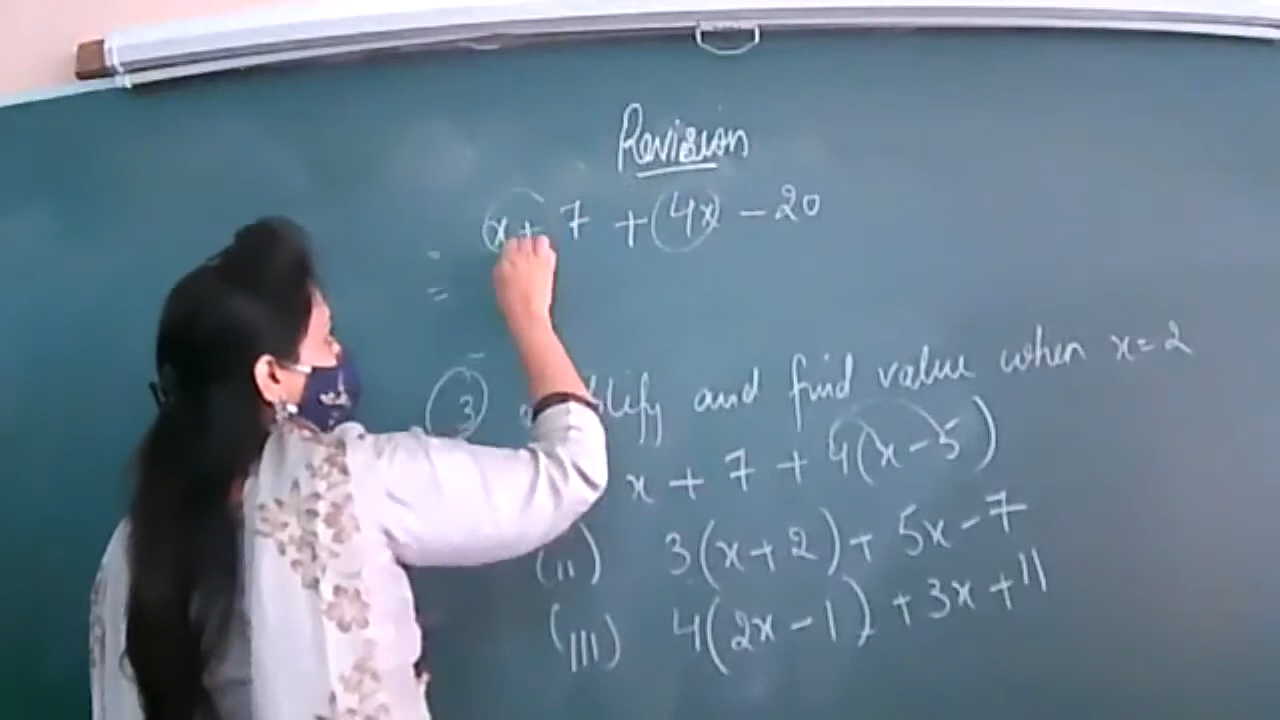 Revision
x + 7 + (4x) - 20
=
=
3 and find value when x=2
x + 7 + 4(x-5)
(ii) 3(x+2)+ 5x-7
(iii) 4(2x-1) +3x+11